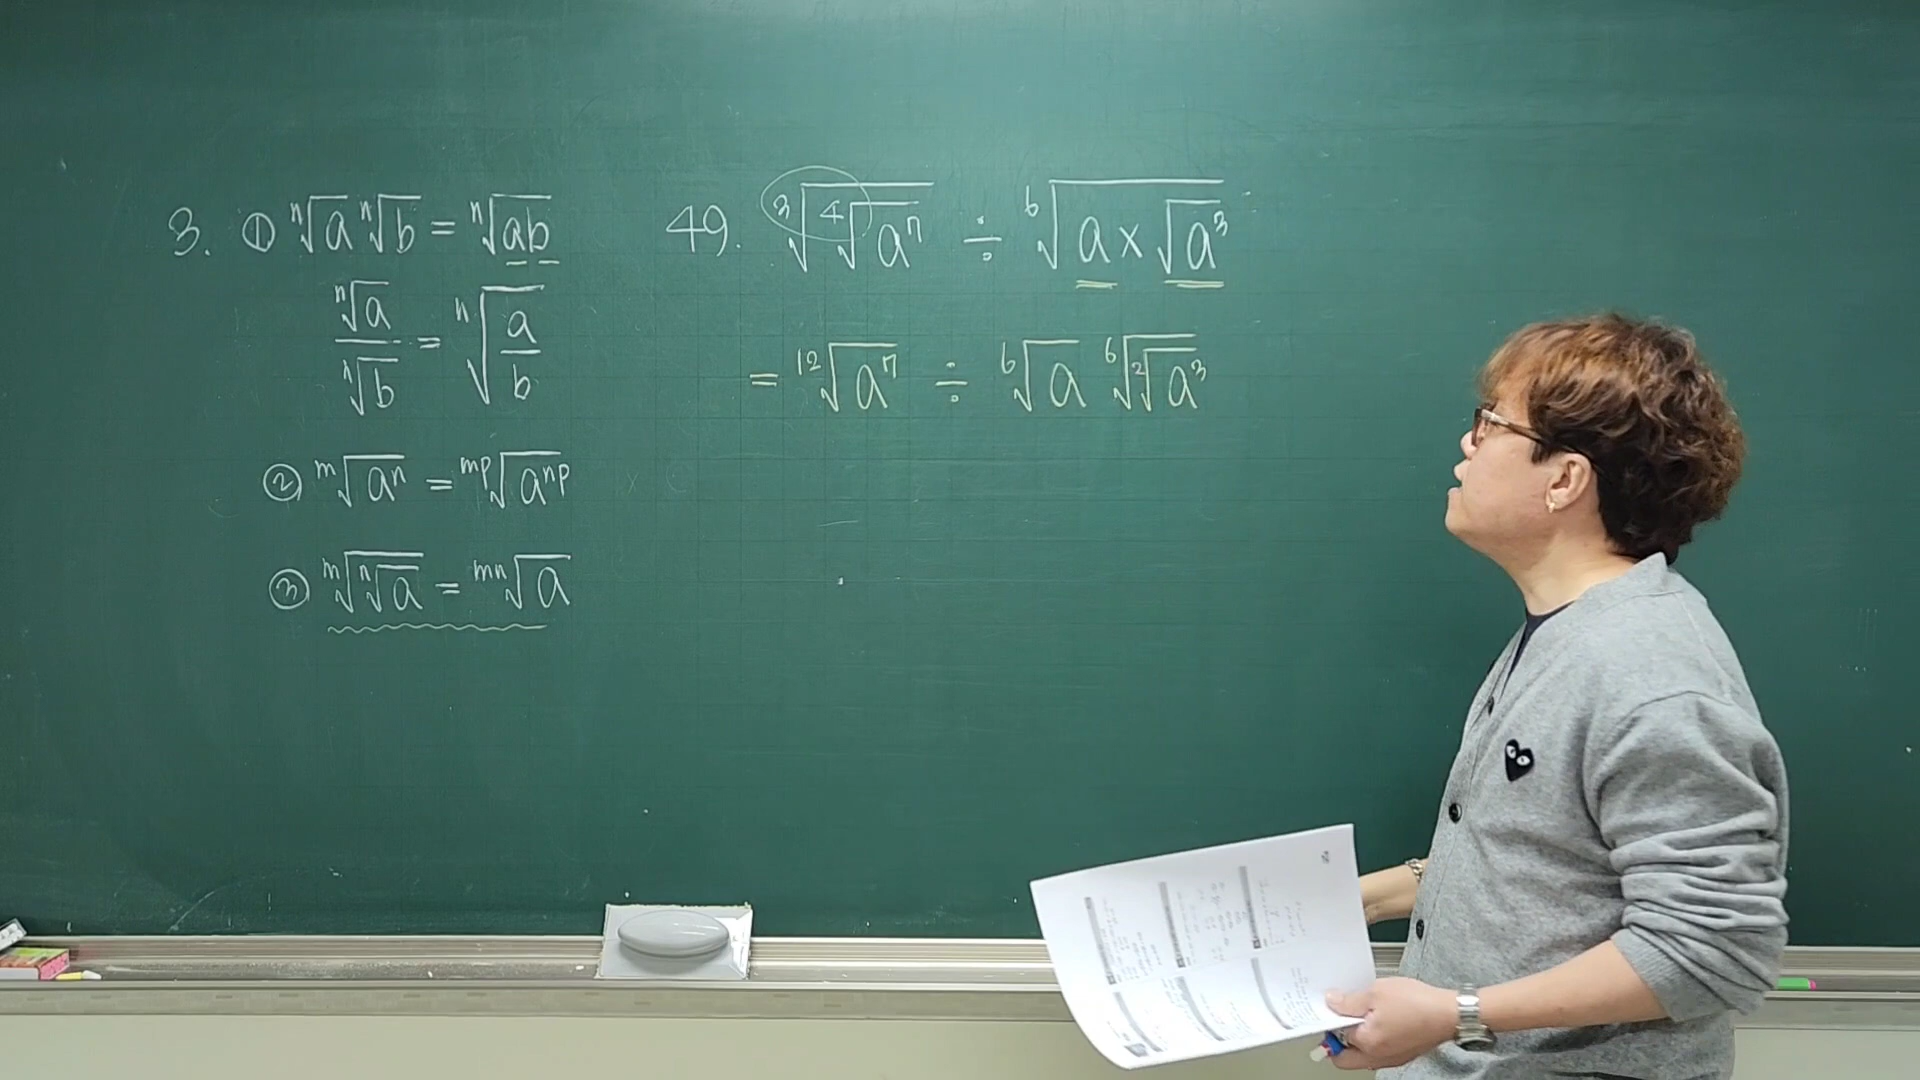 3. ① ⁿ√a ⁿ√b = ⁿ√ab
ⁿ√a / ⁿ√b = ⁿ√(a/b)
② ᵐ√aⁿ = ᵐᵖ√aⁿᵖ
③ ᵐ√ⁿ√a = ᵐⁿ√a
49. ³√⁴√a⁷ ÷ ⁶√(a × √a³)
= ¹²√a⁷ ÷ ⁶√a ⁶√²√a³